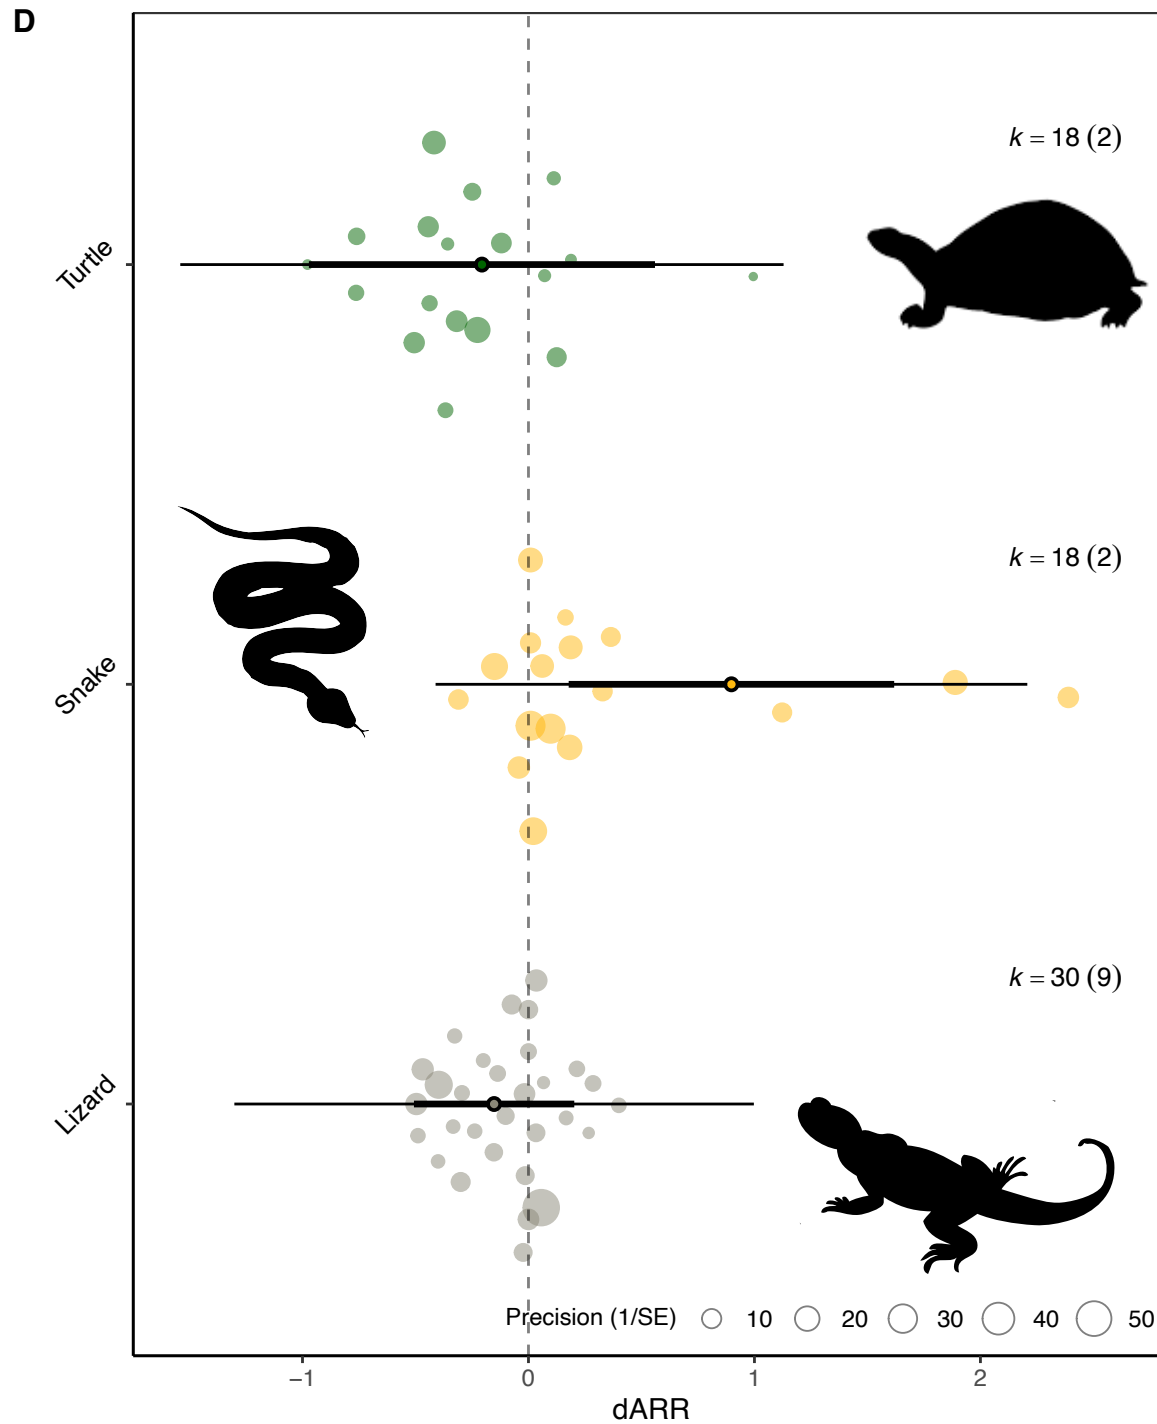 D
Turtle
k = 18 (2)
Snake
k = 18 (2)
Lizard
k = 30 (9)
Precision (1/SE) 10 20 30 40 50
−1 0 1 2
dARR